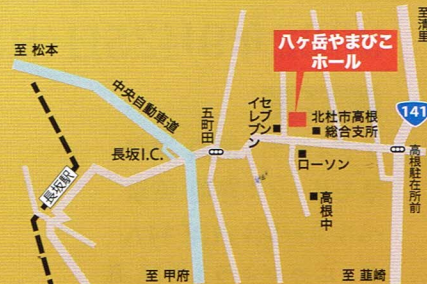 至 松本
至清里
八ヶ岳やまびこ
ホール
中央自動車道
五町田
セブン
イレブン
北杜市高根
総合支所
141
長坂I.C.
ローソン
高根駐在所前
長坂駅
高根中
至 甲府
至 韮崎